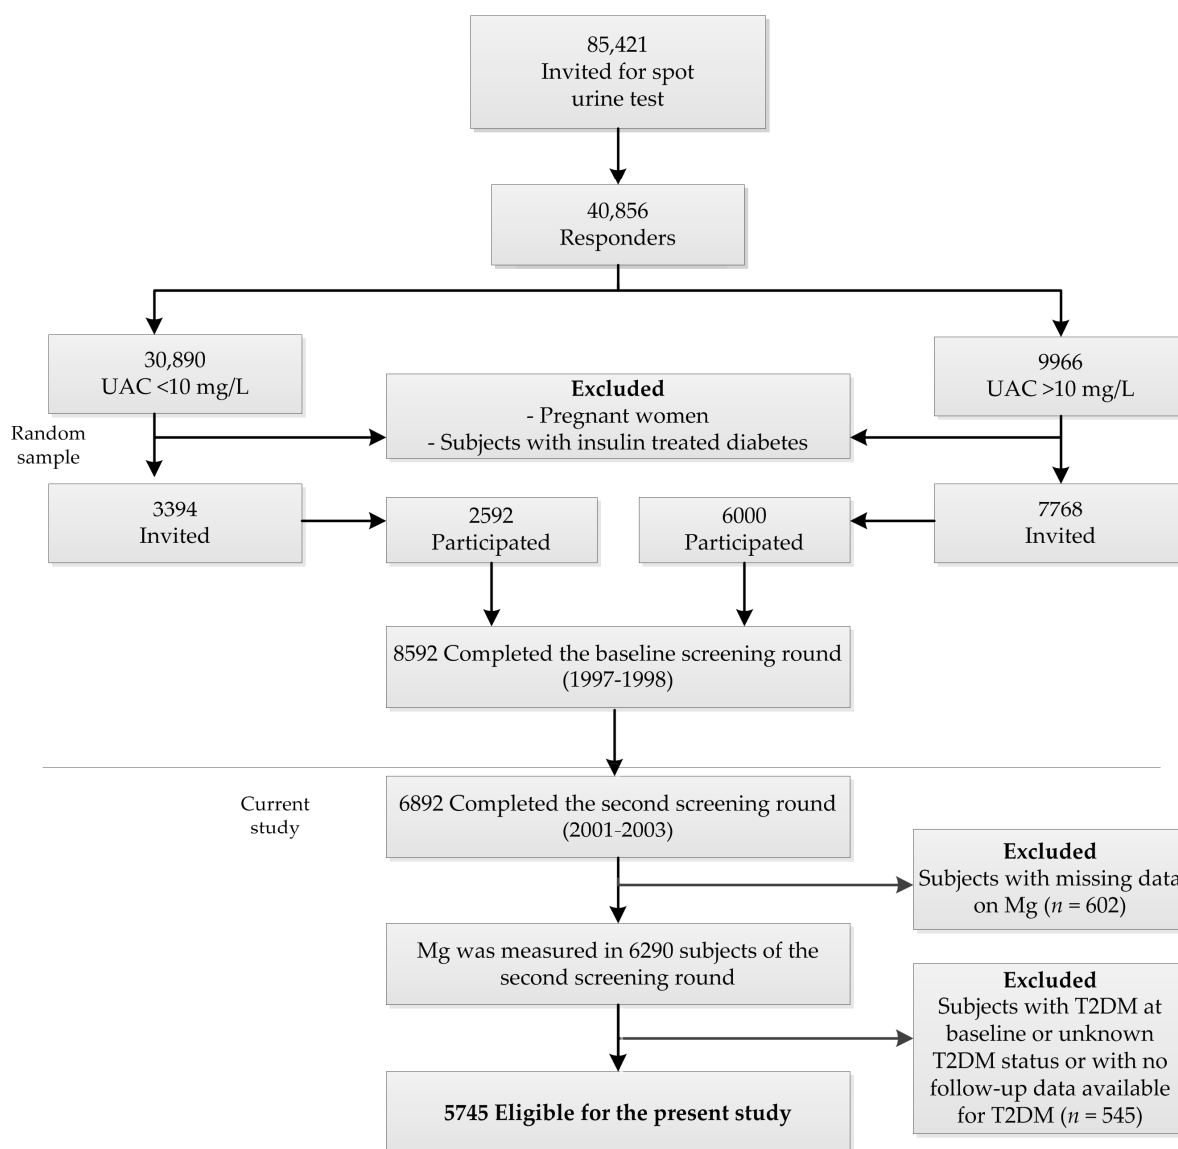 85,421
Invited for spot
urine test
40,856
Responders
30,890
UAC <10 mg/L
9966
UAC >10 mg/L
Excluded
- Pregnant women
- Subjects with insulin treated diabetes
Random
sample
3394
Invited
2592
Participated
6000
Participated
7768
Invited
8592 Completed the baseline screening round
(1997-1998)
Current
study
6892 Completed the second screening round
(2001-2003)
Excluded
Subjects with missing data
on Mg (n = 602)
Mg was measured in 6290 subjects of the
second screening round
Excluded
Subjects with T2DM at
baseline or unknown
T2DM status or with no
follow-up data available
for T2DM (n = 545)
5745 Eligible for the present study